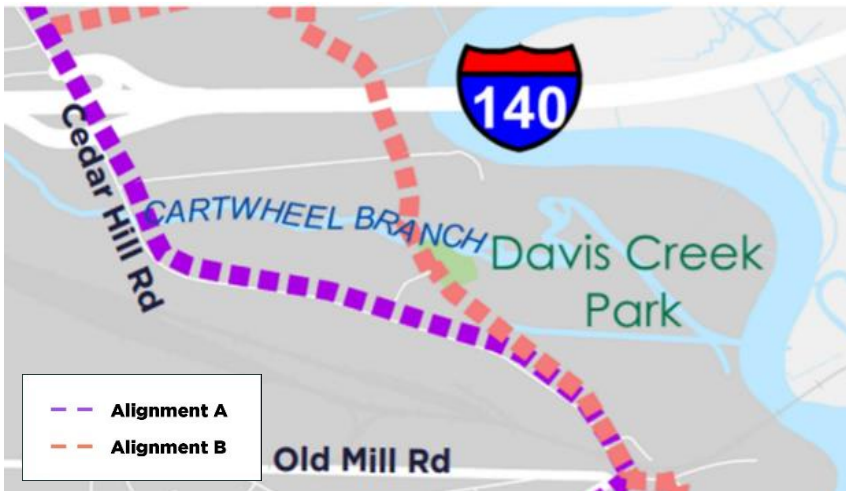 140
Cedar Hill Rd
CARTWHEEL BRANCH
Davis Creek
Park
Alignment A
Alignment B
Old Mill Rd